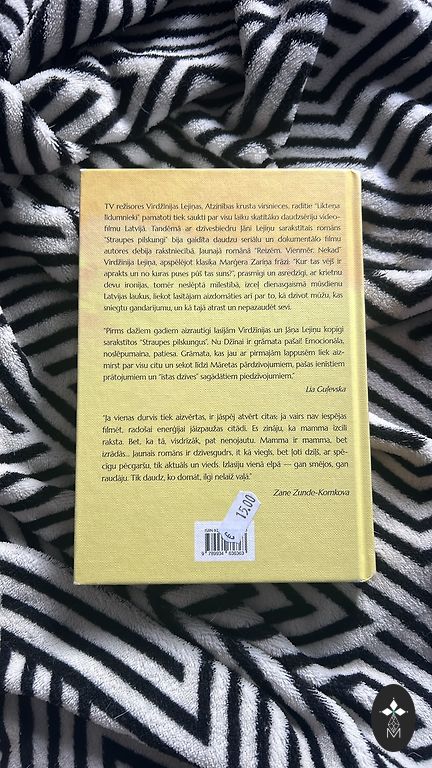 TV režisores Virdžīnijas Lejiņas, Atzinības krusta virsnieces, radītie "Likteņa
līdumnieki" pamatoti tiek saukti par visu laiku skatītāko daudzsēriju video-
filmu Latvijā. Tandēmā ar dzīvesbiedru Jāni Lejiņu sarakstītais romāns
"Straupes pilskungi" bija gaidīta daudzu seriālu un dokumentālo filmu
autores debija rakstniecībā. Jaunajā romānā "Reizēm. Vienmēr. Nekad"
Virdžīnija Lejiņa, apspēlējot klasiķa Marģera Zariņa frāzi: "Kur tas vējš ir
aprakts un no kuras puses pūš tas suns?", prasmīgi un asredzīgi, ar krietnu
devu ironijas, tomēr neslēptā mīlestībā, izceļ dienasgaismā mūsdienu
Latvijas laukus, liekot lasītājam aizdomāties arī par to, kā dzīvot mūžu, kas
sniegtu gandarījumu, un kā tajā atrast un nepazaudēt sevi.
"Pirms dažiem gadiem aizrautīgi lasījām Virdžīnijas un Jāņa Lejiņu kopīgi
sarakstītos "Straupes pilskungus". Nu Džīnai ir grāmata pašai! Emocionāla,
noslēpumaina, patiesa. Grāmata, kas jau ar pirmajām lappusēm liek aiz-
mirst par visu citu un sekot līdzi Māretas pārdzīvojumiem, pašas ienīstiem
prātojumiem un "īstas dzīves" sagādātiem piedzīvojumiem."
Lia Guļevska
"Ja vienas durvis tiek aizvērtas, ir jāspēj atvērt citas; ja vairs nav iespējas
filmēt, radošai enerģijai jāizpaužas citādi. Es zināju, ka mamma izcili
raksta. Bet, ka tā, visdrīzāk, pat nenojautu. Mamma ir mamma, bet
izrādās... Jaunais romāns ir dzīvesgudrs, it kā viegls, bet ļoti dziļš, ar spē-
cīgu pēcgaršu, tik aktuāls un vieds. Izlasīju vienā elpā — gan smējos, gan
raudāju. Tik daudz, ko domāt, ilgi nelaiž vaļā."
Zane Zunde-Komkova
€ 15.00
9 789934 636363
M